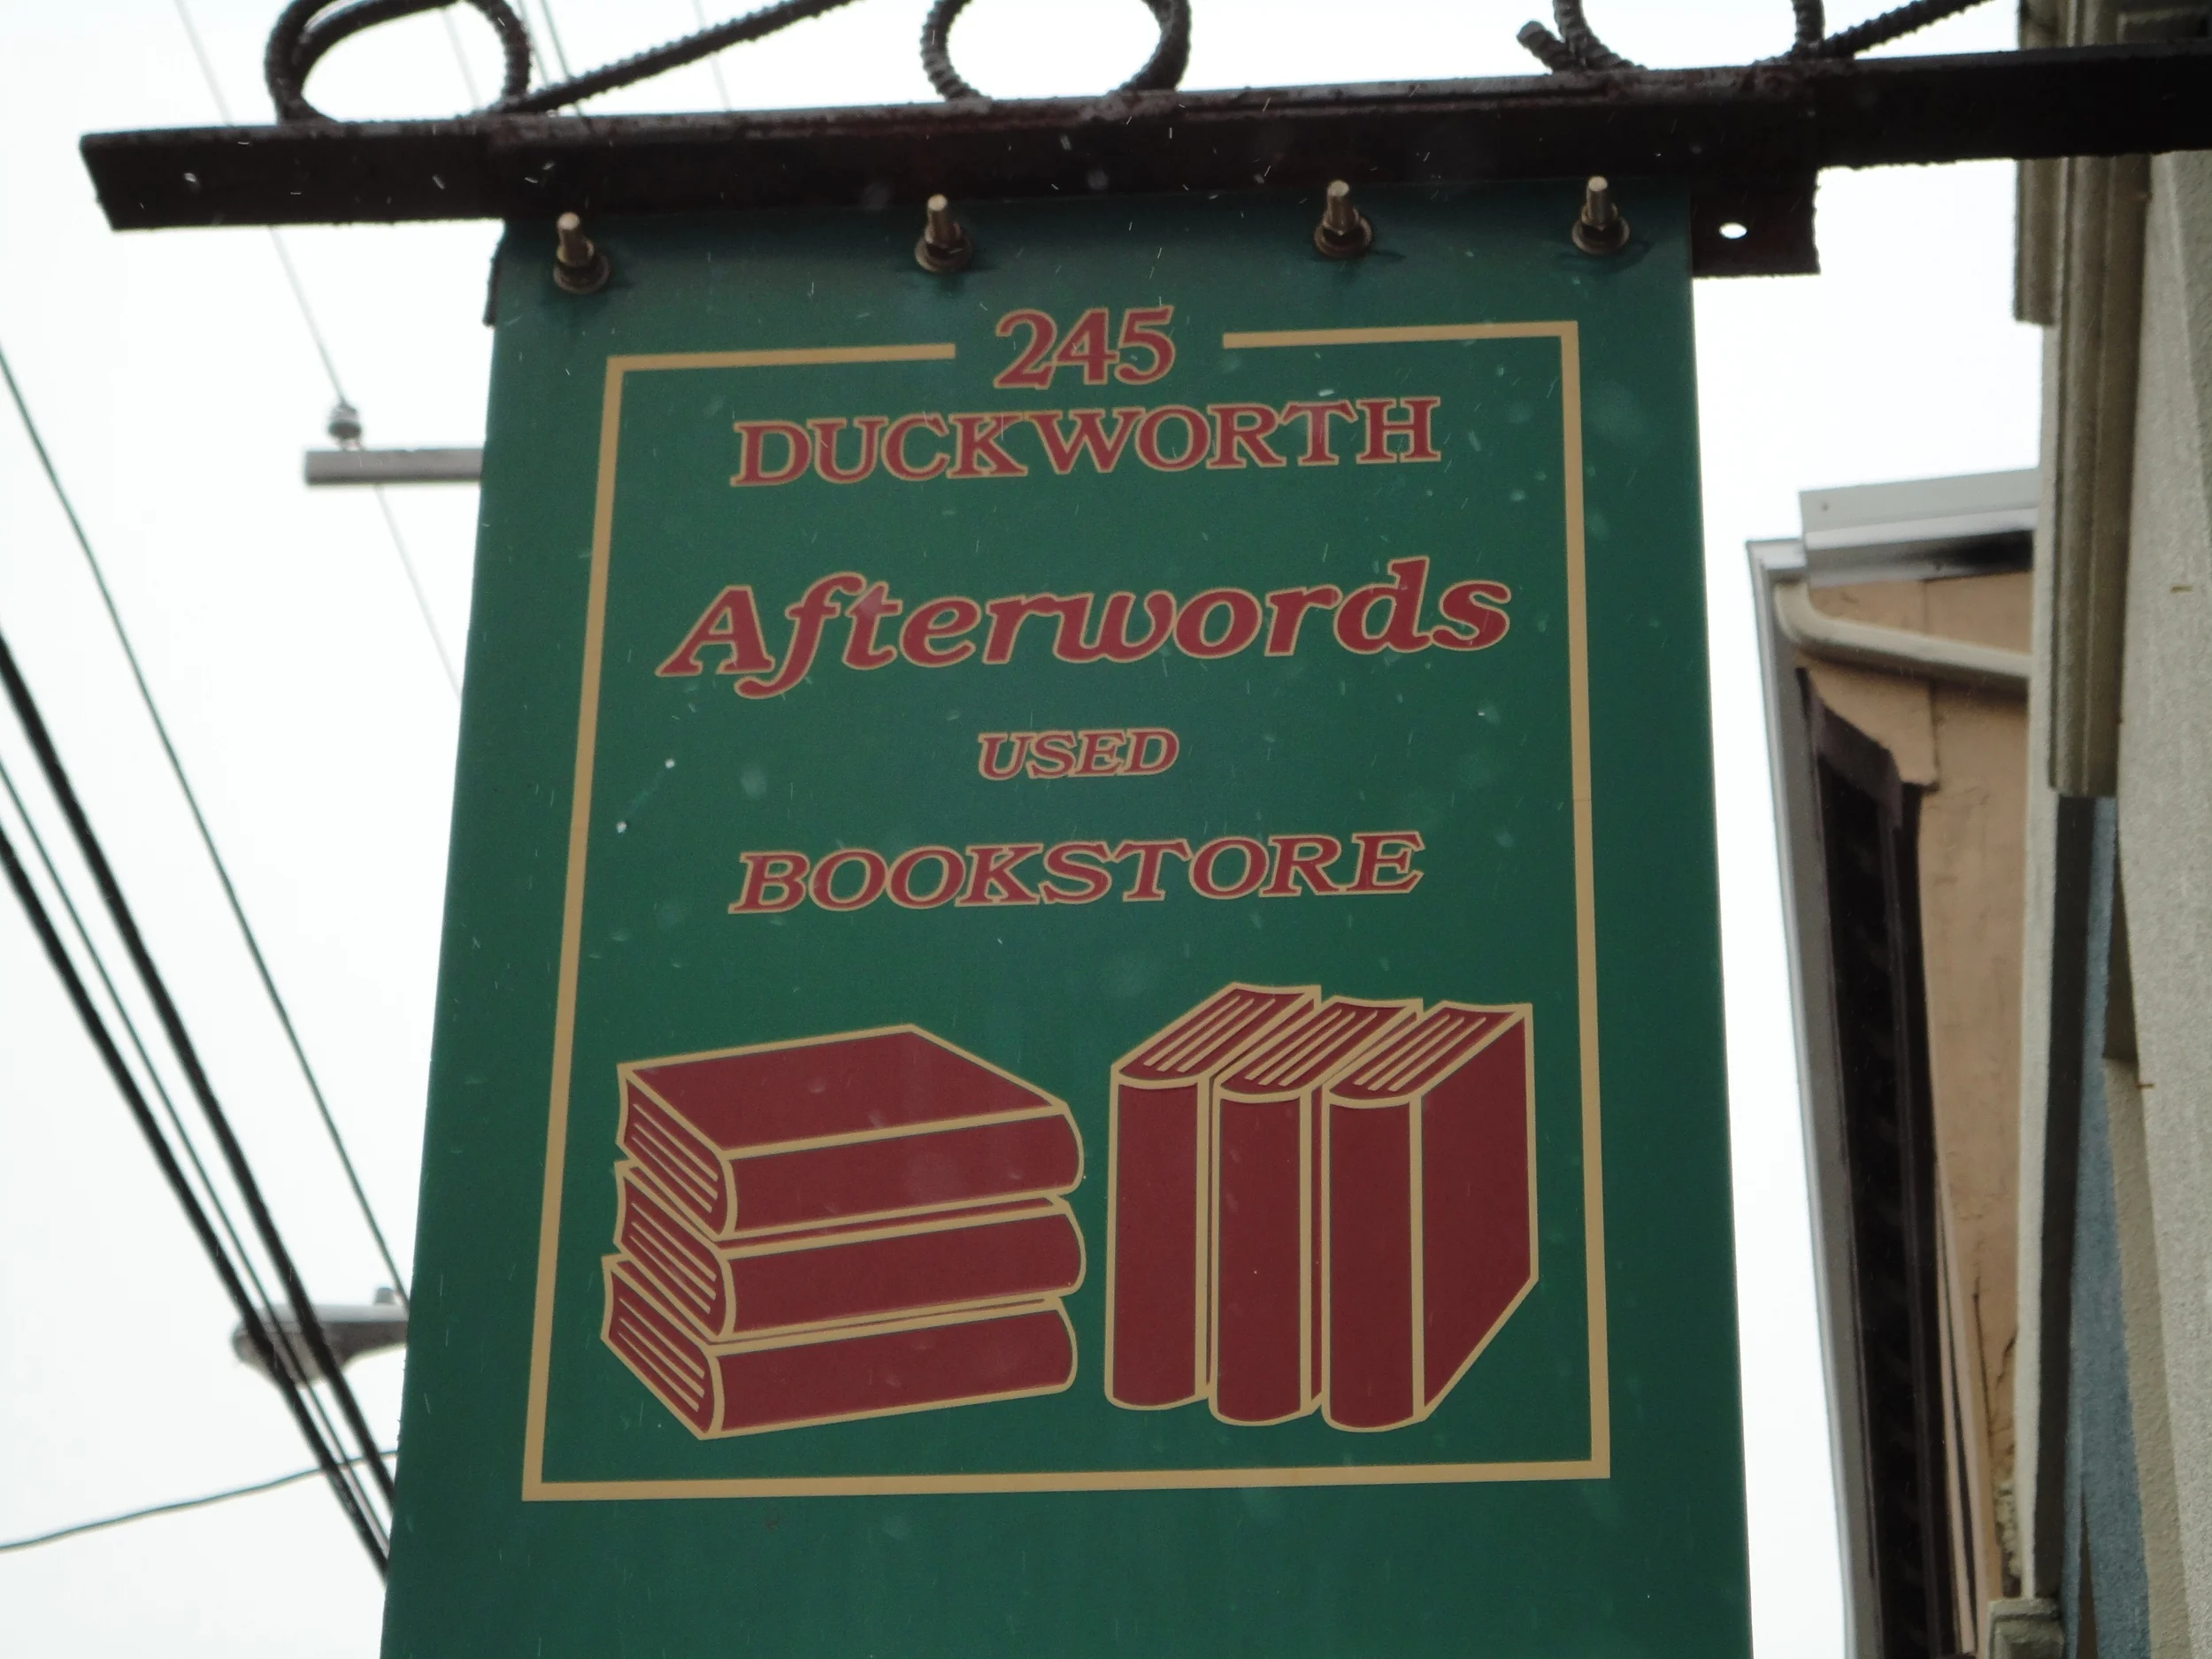 245
DUCKWORTH
Afterwords
USED
BOOKSTORE